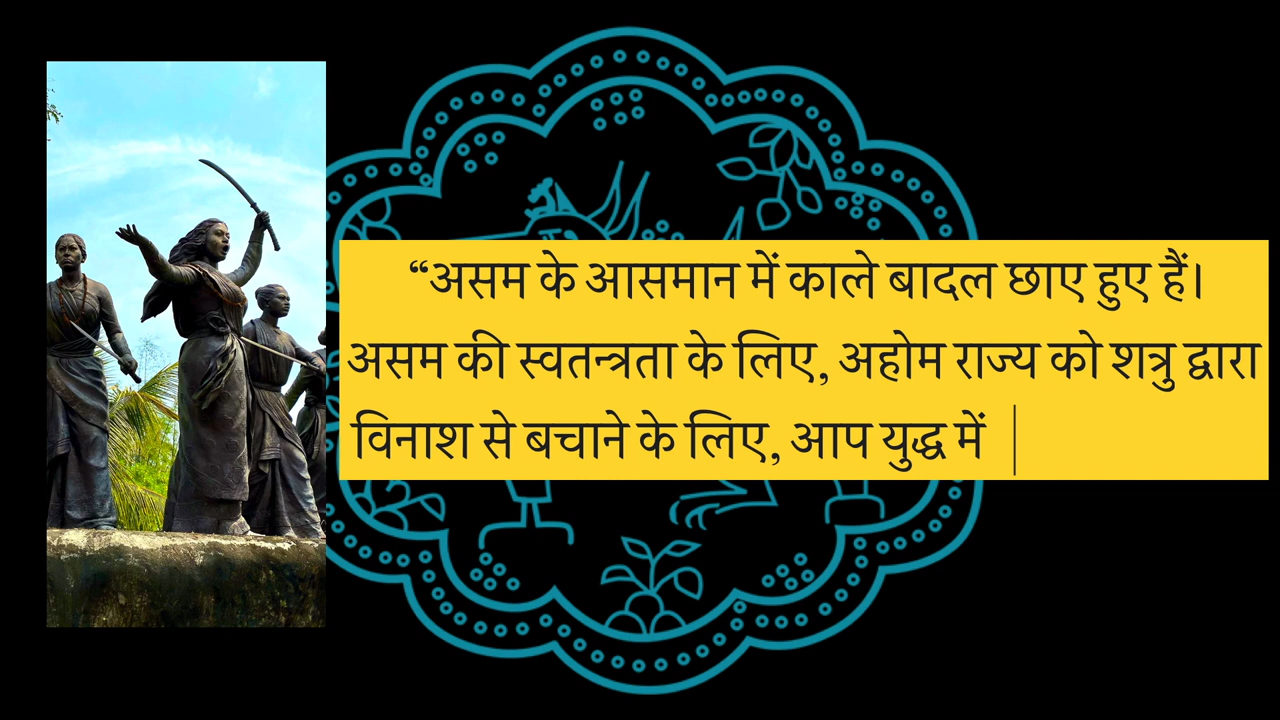 “असम के आसमान में काले बादल छाए हुए हैं।
असम की स्वतन्त्रता के लिए, अहोम राज्य को शत्रु द्वारा
विनाश से बचाने के लिए, आप युद्ध में